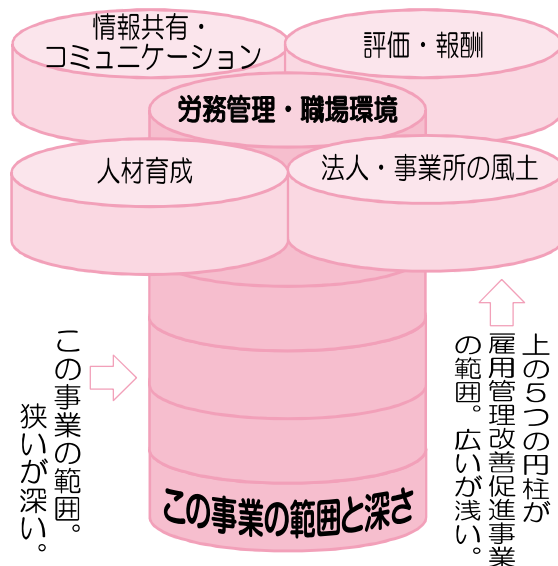 情報共有・
コミュニケーション
評価・報酬
労務管理・職場環境
人材育成
法人・事業所の風土
この事業の範囲。
狭いが深い。
上の5つの円柱が
雇用管理改善促進事業
の範囲。広いが浅い。
この事業の範囲と深さ